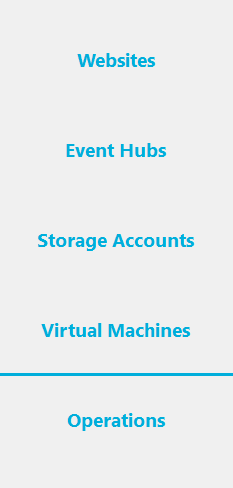 Websites
Event Hubs
Storage Accounts
Virtual Machines
Operations